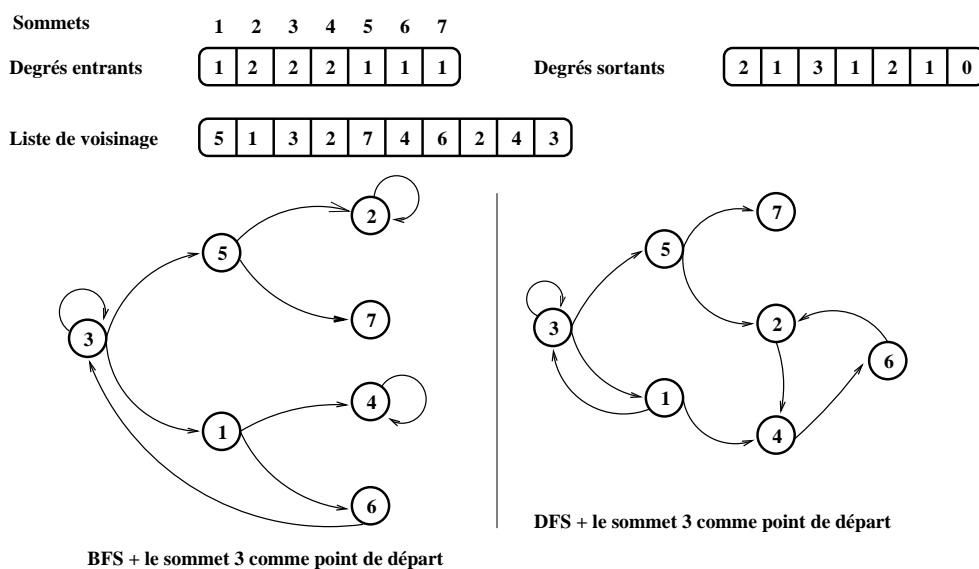 Sommets 1 2 3 4 5 6 7
Degrés entrants 1 2 2 2 1 1 1 Degrés sortants 2 1 3 1 2 1 0
Liste de voisinage 5 1 3 2 7 4 6 2 4 3
2
5
7
3
4
1
6
BFS + le sommet 3 comme point de départ
7
5
3
2
6
1
4
DFS + le sommet 3 comme point de départ